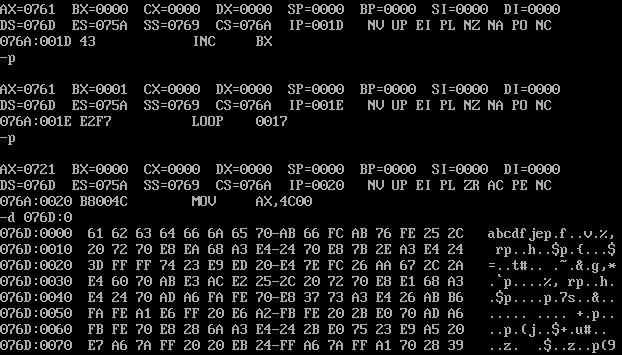 AX=0761  BX=0000  CX=0000  DX=0000  SP=0000  BP=0000  SI=0000  DI=0000
DS=076D  ES=075A  SS=0769  CS=076A  IP=001D   NV UP EI PL NZ NA PO NC
076A:001D 43            INC     BX
-p
AX=0761  BX=0001  CX=0000  DX=0000  SP=0000  BP=0000  SI=0000  DI=0000
DS=076D  ES=075A  SS=0769  CS=076A  IP=001E   NV UP EI PL NZ NA PO NC
076A:001E E2F7          LOOP    0017
-p
AX=0721  BX=0000  CX=0000  DX=0000  SP=0000  BP=0000  SI=0000  DI=0000
DS=076D  ES=075A  SS=0769  CS=076A  IP=0020   NV UP EI PL ZR AC PE NC
076A:0020 B8004C        MOV     AX,4C00
-d 076D:0
076D:0000  61 62 63 64 66 6A 65 70-AB 66 FC AB 76 FE 25 2C   abcdfjep.f..v.%,
076D:0010  20 72 70 E8 EA 68 A3 E4-24 70 E8 7B 2E A3 E4 24    rp..h..$p.{...$
076D:0020  3D FF FF 74 23 E9 ED 20-E4 7E FC 26 AA 67 2C 2A   =..t#.. .~.&.g,*
076D:0030  E4 60 70 AB E3 AC E2 25-2C 20 72 70 E8 E1 68 A3   .`p....%, rp..h.
076D:0040  E4 24 70 AD A6 FA FE 70-E8 37 73 A3 E4 26 AB B6   .$p....p.7s..&..
076D:0050  FA FE A1 E6 FF 20 E6 A2-FB FE 20 2B E0 70 AD A6   ..... .... +.p..
076D:0060  FB FE 70 E8 28 6A A3 E4-24 2B E0 75 23 E9 A5 20   ..p.(j..$+.u#..
076D:0070  E7 A6 7A FF 20 20 EB 24-FF A6 7A FF A1 70 28 39   ..z.  .$..z..p(9